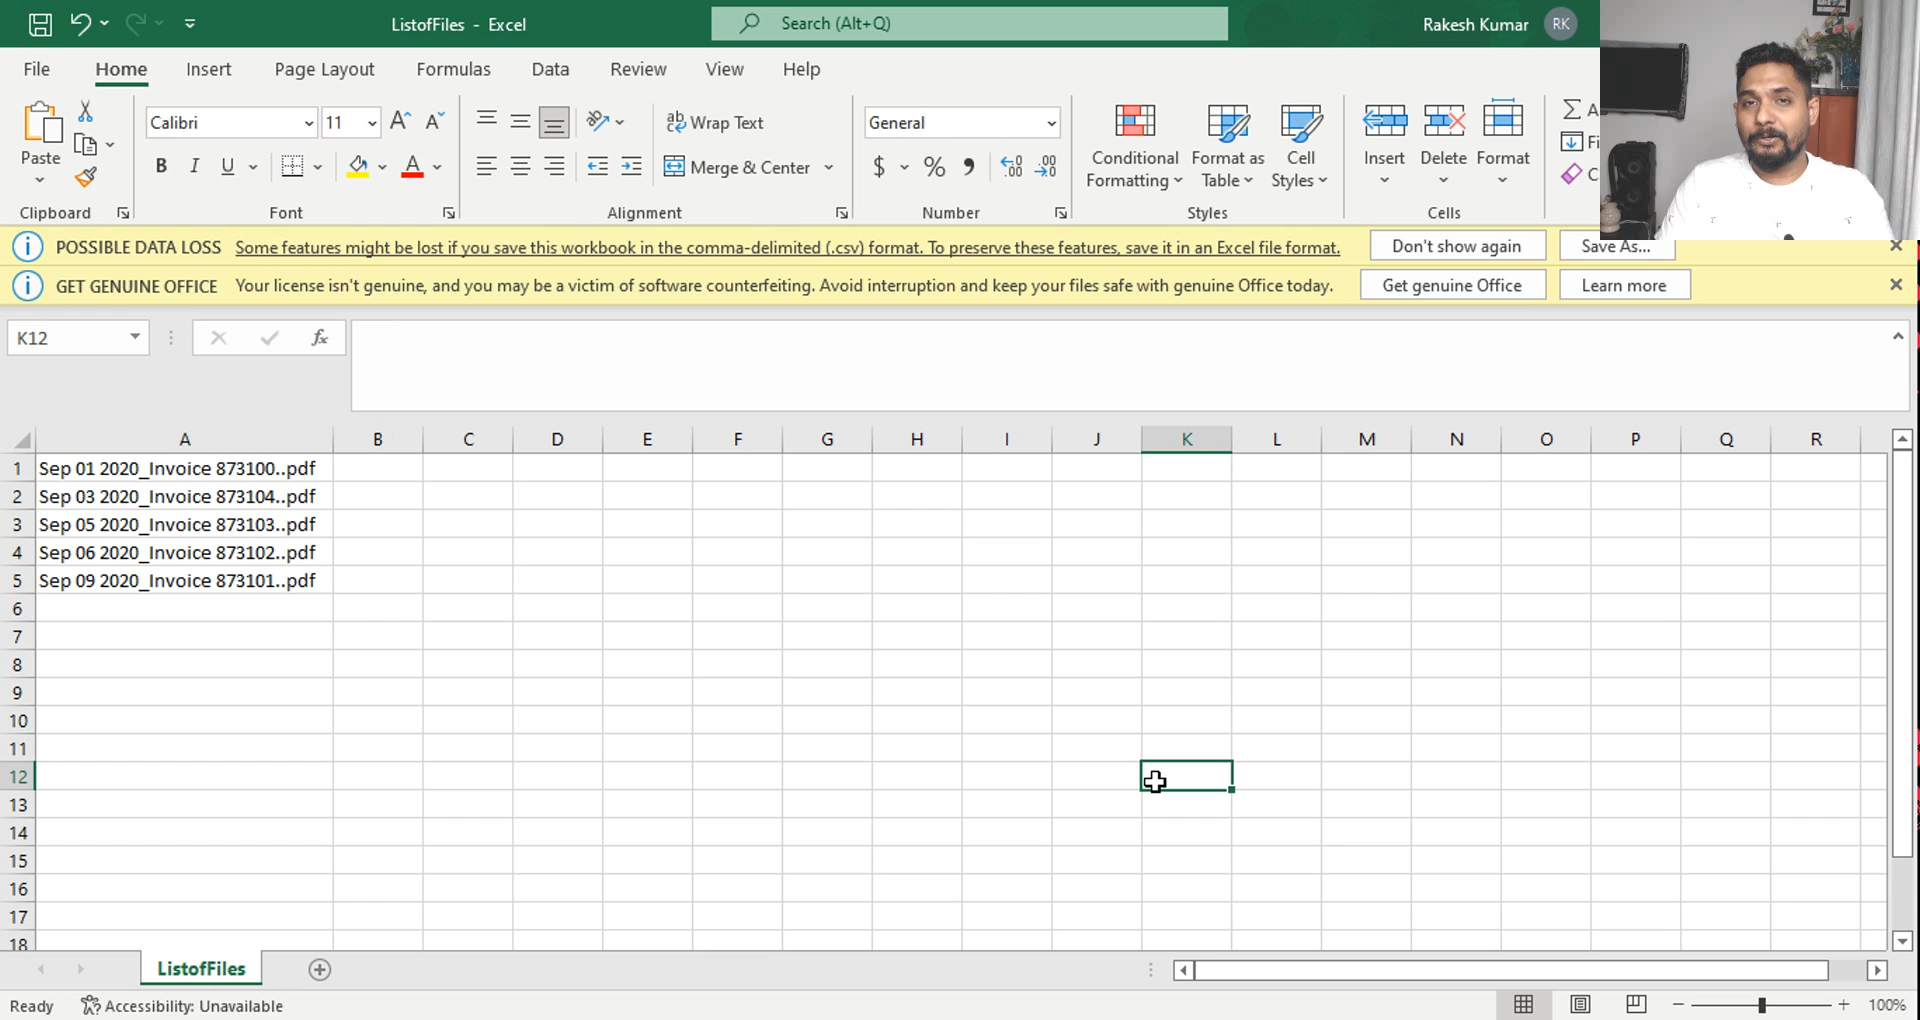 ListofFiles - Excel
Search (Alt+Q)
Rakesh Kumar RK
File Home Insert Page Layout Formulas Data Review View Help
Calibri 11
Wrap Text
General
Paste
B I U
Merge & Center
$ %
Conditional Formatting
Format as Table
Cell Styles
Insert Delete Format
Clipboard Font Alignment Number Styles Cells
POSSIBLE DATA LOSS Some features might be lost if you save this workbook in the comma-delimited (.csv) format. To preserve these features, save it in an Excel file format. Don't show again Save As...
GET GENUINE OFFICE Your license isn't genuine, and you may be a victim of software counterfeiting. Avoid interruption and keep your files safe with genuine Office today. Get genuine Office Learn more
K12 fx
A B C D E F G H I J K L M N O P Q R
1 Sep 01 2020_Invoice 873100..pdf
2 Sep 03 2020_Invoice 873104..pdf
3 Sep 05 2020_Invoice 873103..pdf
4 Sep 06 2020_Invoice 873102..pdf
5 Sep 09 2020_Invoice 873101..pdf
6
7
8
9
10
11
12
13
14
15
16
17
18
ListofFiles
Ready Accessibility: Unavailable 100%